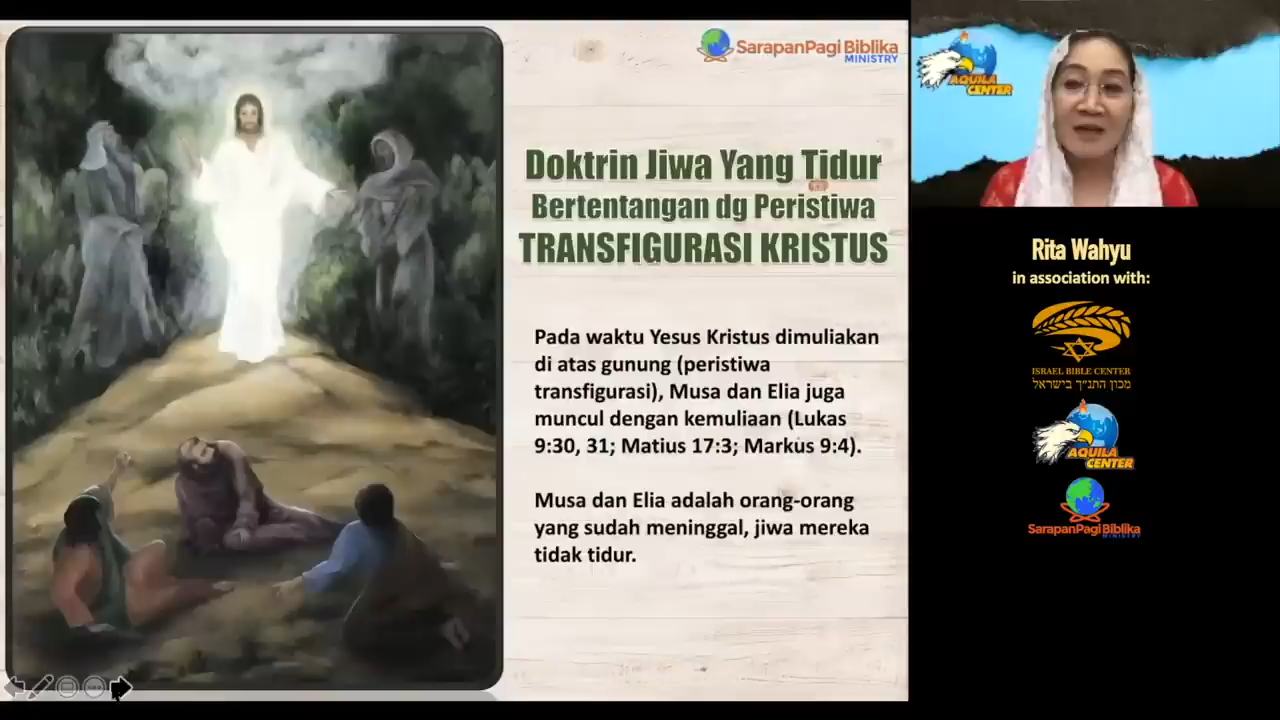 SarapanPagi Biblika
MINISTRY
Doktrin Jiwa Yang Tidur
Bertentangan dg Peristiwa
TRANSFIGURASI KRISTUS
Pada waktu Yesus Kristus dimuliakan
di atas gunung (peristiwa
transfigurasi), Musa dan Elia juga
muncul dengan kemuliaan (Lukas
9:30, 31; Matius 17:3; Markus 9:4).
Musa dan Elia adalah orang-orang
yang sudah meninggal, jiwa mereka
tidak tidur.
AQUILA
CENTER
Rita Wahyu
in association with:
ISRAEL BIBLE CENTER
מכון התנ״ך בישראל
AQUILA
CENTER
SarapanPagi Biblika
MINISTRY